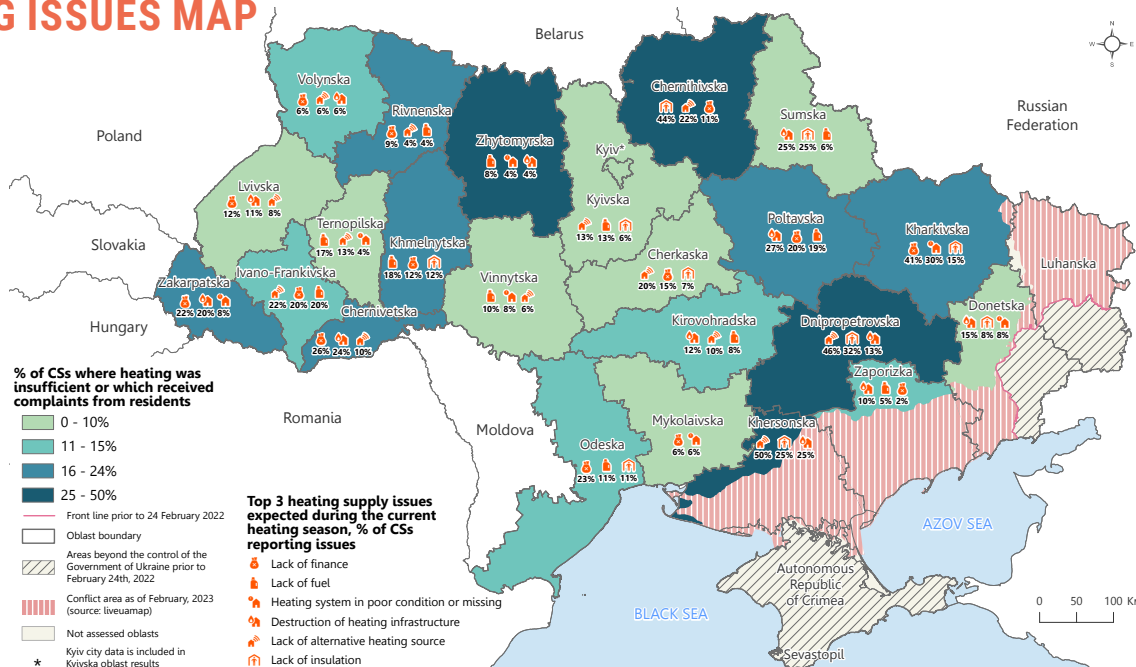 G ISSUES MAP
Belarus
Poland
Slovakia
Hungary
Romania
Moldova
Russian
Federation
N
W
E
S
Volynska
6% 6% 6%
Rivnenska
9% 4% 4%
Zhytomyrska
8% 4% 4%
Kyiv*
Kyivska
13% 13% 6%
Chernihivska
44% 22% 11%
Sumska
25% 25% 6%
Lvivska
12% 11% 8%
Ternopilska
17% 13% 4%
Khmelnytska
18% 12% 12%
Vinnytska
10% 8% 6%
Cherkaska
20% 15% 7%
Poltavska
27% 20% 19%
Kharkivska
41% 30% 15%
Luhanska
Zakarpatska
22% 20% 8%
Ivano-Frankivska
22% 20% 20%
Chernivetska
26% 24% 10%
Kirovohradska
12% 10% 8%
Dnipropetrovska
46% 32% 13%
Donetska
15% 8% 8%
Zaporizka
10% 5% 2%
Odeska
23% 11% 11%
Mykolaivska
6% 6%
Khersonska
50% 25% 25%
AZOV SEA
BLACK SEA
Autonomous
Republic
of Crimea
Sevastopil
% of CSs where heating was
insufficient or which received
complaints from residents
0 - 10%
11 - 15%
16 - 24%
25 - 50%
Front line prior to 24 February 2022
Oblast boundary
Areas beyond the control of the
Government of Ukraine prior to
February 24th, 2022
Conflict area as of February, 2023
(source: liveuamap)
Not assessed oblasts
* Kyiv city data is included in
Kyivska oblast results
Top 3 heating supply issues
expected during the current
heating season, % of CSs
reporting issues
Lack of finance
Lack of fuel
Heating system in poor condition or missing
Destruction of heating infrastructure
Lack of alternative heating source
Lack of insulation
0 50 100 K